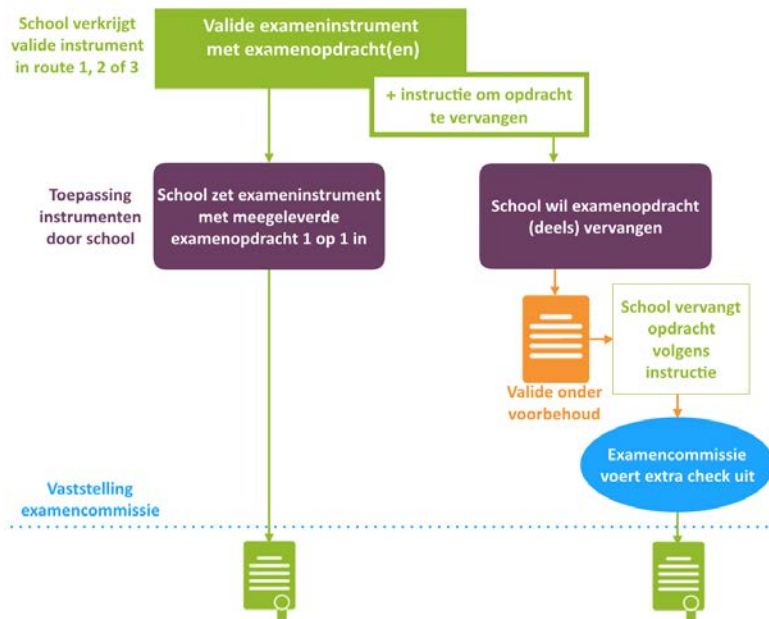 School verkrijgt
valide instrument
in route 1, 2 of 3
Valide exameninstrument
met examenopdracht(en)
+ instructie om opdracht
te vervangen
Toepassing
instrumenten
door school
School zet exameninstrument
met meegeleverde
examenopdracht 1 op 1 in
School wil examenopdracht
(deels) vervangen
School vervangt
opdracht
volgens
instructie
Valide onder
voorbehoud
Examencommissie
voert extra check uit
Vaststelling
examencommissie